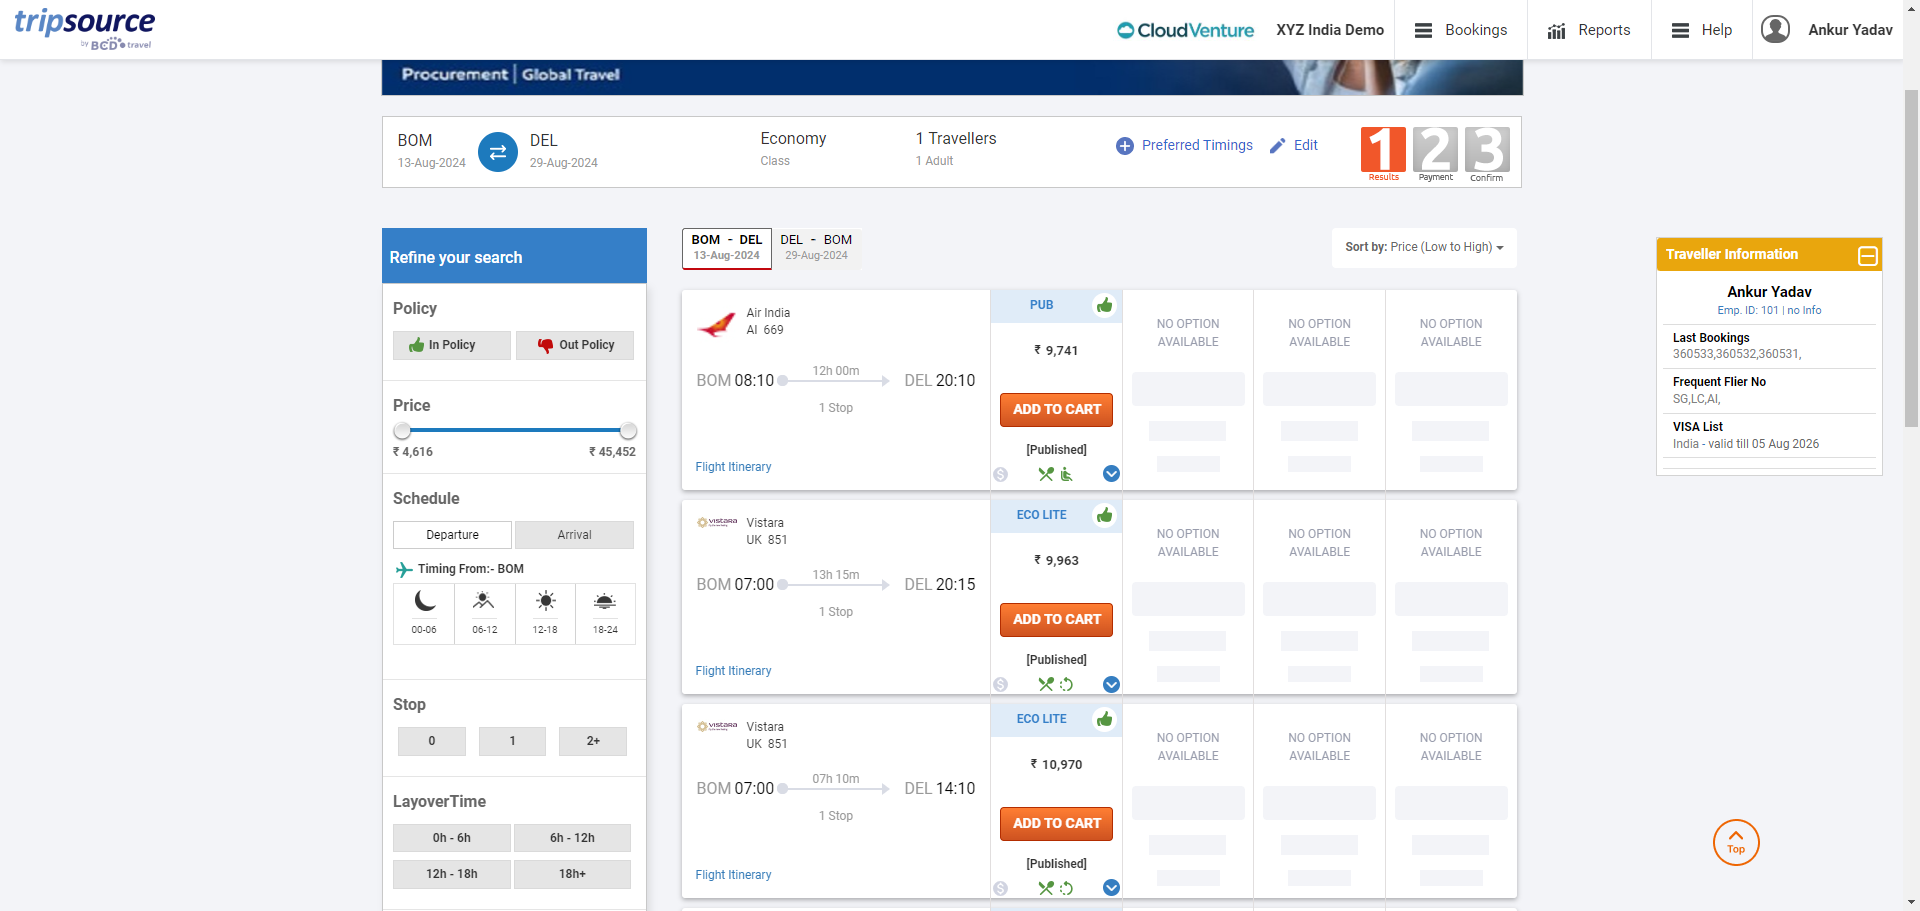 tripsource
by BCD travel
CloudVenture
XYZ India Demo
Bookings
Reports
Help
Ankur Yadav
Procurement | Global Travel
BOM
13-Aug-2024
DEL
29-Aug-2024
Economy
Class
1 Travellers
1 Adult
Preferred Timings
Edit
1
Results
2
Payment
3
Confirm
Refine your search
Policy
In Policy
Out Policy
Price
₹ 4,616
₹ 45,452
Schedule
Departure
Arrival
Timing From:- BOM
00-06
06-12
12-18
18-24
Stop
0
1
2+
LayoverTime
0h - 6h
6h - 12h
12h - 18h
18h+
BOM - DEL
13-Aug-2024
DEL - BOM
29-Aug-2024
Sort by: Price (Low to High)
Air India
AI 669
BOM 08:10
12h 00m
1 Stop
DEL 20:10
Flight Itinerary
PUB
₹ 9,741
ADD TO CART
[Published]
NO OPTION
AVAILABLE
NO OPTION
AVAILABLE
NO OPTION
AVAILABLE
VISTARA
Vistara
UK 851
BOM 07:00
13h 15m
1 Stop
DEL 20:15
Flight Itinerary
ECO LITE
₹ 9,963
ADD TO CART
[Published]
NO OPTION
AVAILABLE
NO OPTION
AVAILABLE
NO OPTION
AVAILABLE
VISTARA
Vistara
UK 851
BOM 07:00
07h 10m
1 Stop
DEL 14:10
Flight Itinerary
ECO LITE
₹ 10,970
ADD TO CART
[Published]
NO OPTION
AVAILABLE
NO OPTION
AVAILABLE
NO OPTION
AVAILABLE
Traveller Information
Ankur Yadav
Emp. ID: 101 | no Info
Last Bookings
360533,360532,360531,
Frequent Flier No
SG,LC,AI,
VISA List
India - valid till 05 Aug 2026
Top